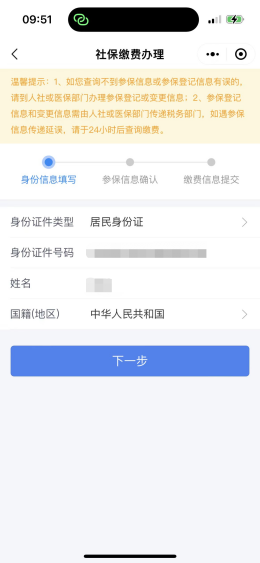 09:51
社保缴费办理
温馨提示：1、如您查询不到参保信息或参保登记信息有误的，
请到人社或医保部门办理参保登记或变更信息；2、参保登记
信息和变更信息需由人社或医保部门传递税务部门，如遇参保
信息传递延误，请于24小时后查询缴费。
身份信息填写 参保信息确认 缴费信息提交
身份证件类型 居民身份证
身份证件号码
姓名
国籍(地区) 中华人民共和国
下一步